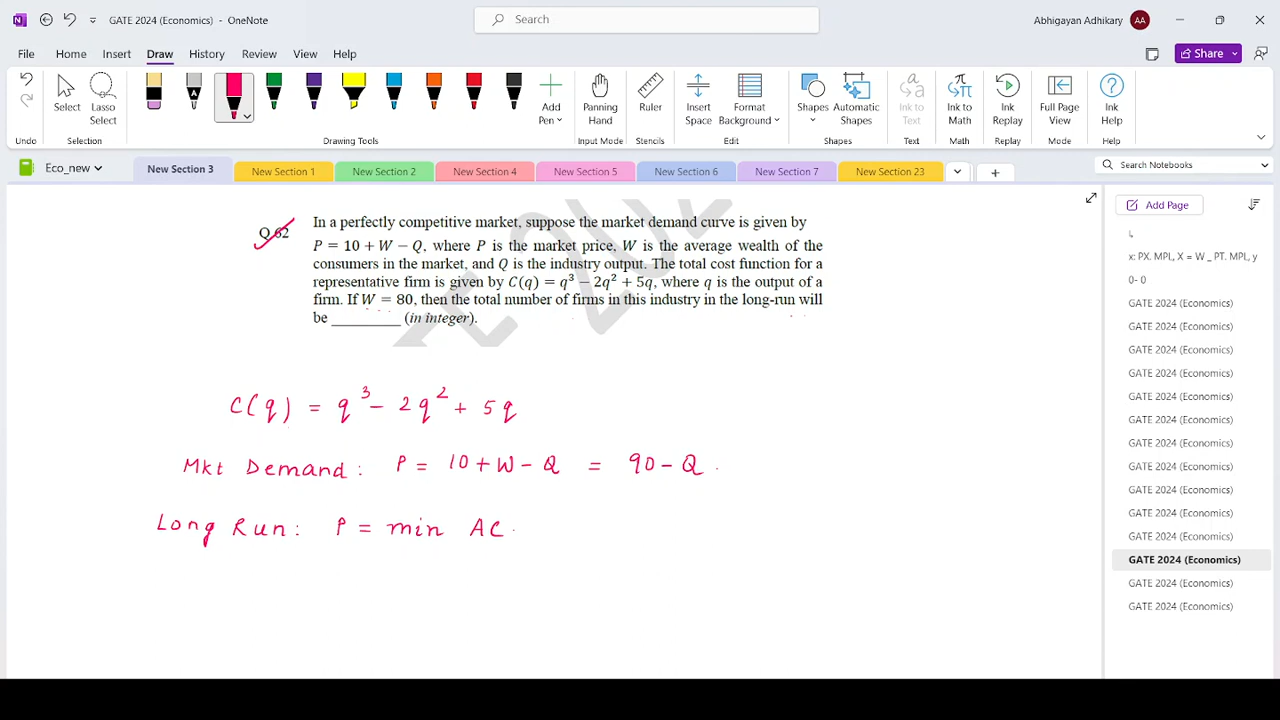 GATE 2024 (Economics) - OneNote
Search
Abhigayan Adhikary
AA
File Home Insert Draw History Review View Help
Share
Undo
Select
Lasso Select
Add Pen
Panning Hand
Ruler
Insert Space
Format Background
Shapes
Automatic Shapes
Ink to Text
Ink to Math
Ink Replay
Full Page View
Ink Help
Undo Selection Drawing Tools Input Mode Stencils Edit Shapes Text Math Replay Mode Help
Eco_new
New Section 3 New Section 1 New Section 2 New Section 4 New Section 5 New Section 6 New Section 7 New Section 23
Search Notebooks
Add Page
x: PX. MPL, X = W _ PT. MPL, y
0- 0
GATE 2024 (Economics)
GATE 2024 (Economics)
GATE 2024 (Economics)
GATE 2024 (Economics)
GATE 2024 (Economics)
GATE 2024 (Economics)
GATE 2024 (Economics)
GATE 2024 (Economics)
GATE 2024 (Economics)
GATE 2024 (Economics)
GATE 2024 (Economics)
GATE 2024 (Economics)
GATE 2024 (Economics)
GATE 2024 (Economics)
Q.62 In a perfectly competitive market, suppose the market demand curve is given by
P = 10 + W − Q, where P is the market price, W is the average wealth of the
consumers in the market, and Q is the industry output. The total cost function for a
representative firm is given by C(q) = q³ − 2q² + 5q, where q is the output of a
firm. If W = 80, then the total number of firms in this industry in the long-run will
be _________ (in integer).
C(q) = q³ − 2q² + 5q
Mkt Demand: P = 10 + W − Q = 90 − Q.
Long Run: P = min AC.